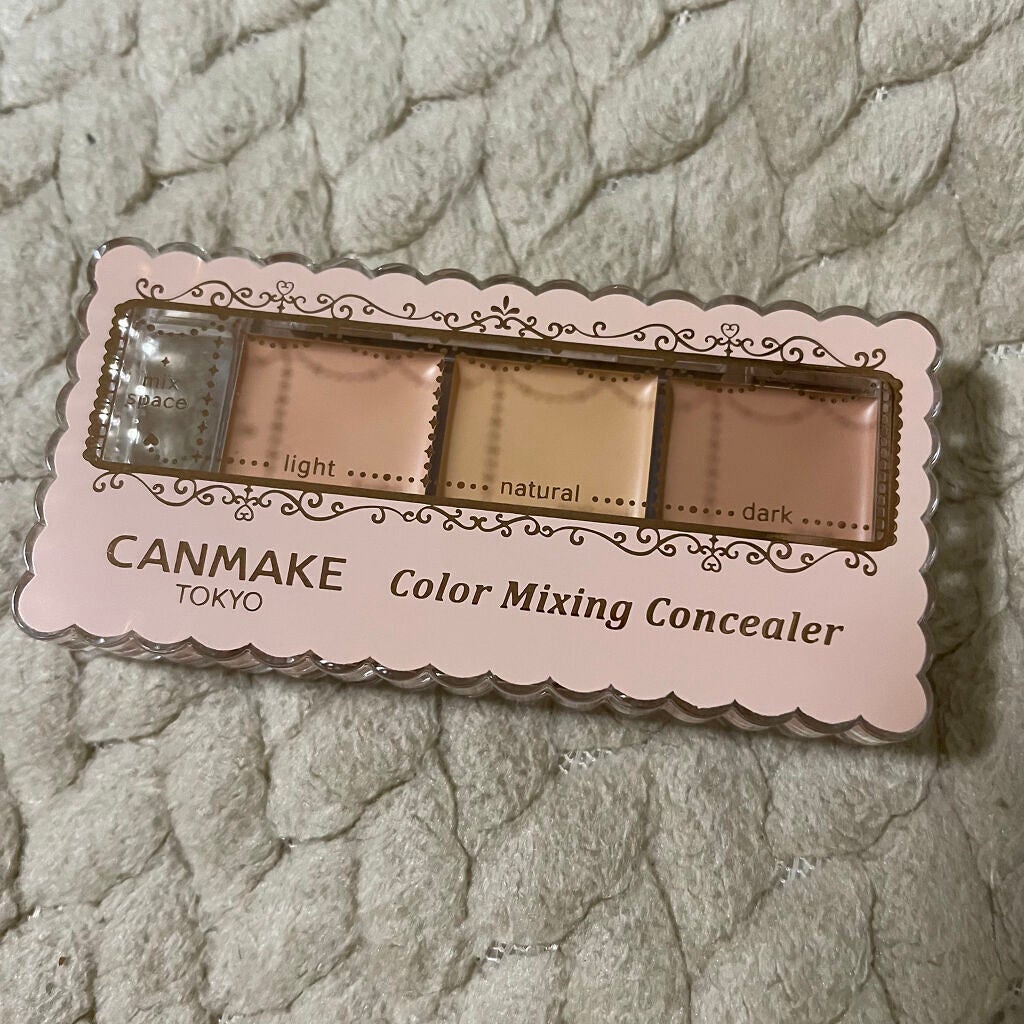 mix
space
light
natural
dark
CANMAKE
TOKYO
Color Mixing Concealer